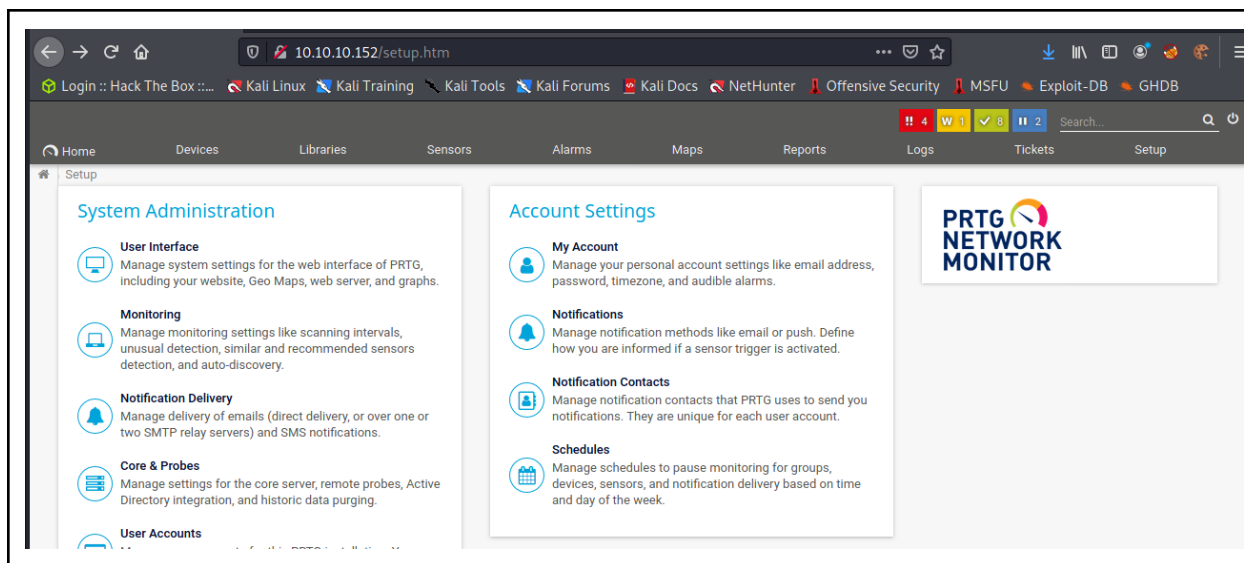 10.10.10.152/setup.htm
Login :: Hack The Box ::... Kali Linux Kali Training Kali Tools Kali Forums Kali Docs NetHunter Offensive Security MSFU Exploit-DB GHDB
!! 4 W 1 8 2 Search...
Home Devices Libraries Sensors Alarms Maps Reports Logs Tickets Setup
Setup
System Administration
User Interface
Manage system settings for the web interface of PRTG,
including your website, Geo Maps, web server, and graphs.
Monitoring
Manage monitoring settings like scanning intervals,
unusual detection, similar and recommended sensors
detection, and auto-discovery.
Notification Delivery
Manage delivery of emails (direct delivery, or over one or
two SMTP relay servers) and SMS notifications.
Core & Probes
Manage settings for the core server, remote probes, Active
Directory integration, and historic data purging.
User Accounts
Account Settings
My Account
Manage your personal account settings like email address,
password, timezone, and audible alarms.
Notifications
Manage notification methods like email or push. Define
how you are informed if a sensor trigger is activated.
Notification Contacts
Manage notification contacts that PRTG uses to send you
notifications. They are unique for each user account.
Schedules
Manage schedules to pause monitoring for groups,
devices, sensors, and notification delivery based on time
and day of the week.
PRTG
NETWORK
MONITOR